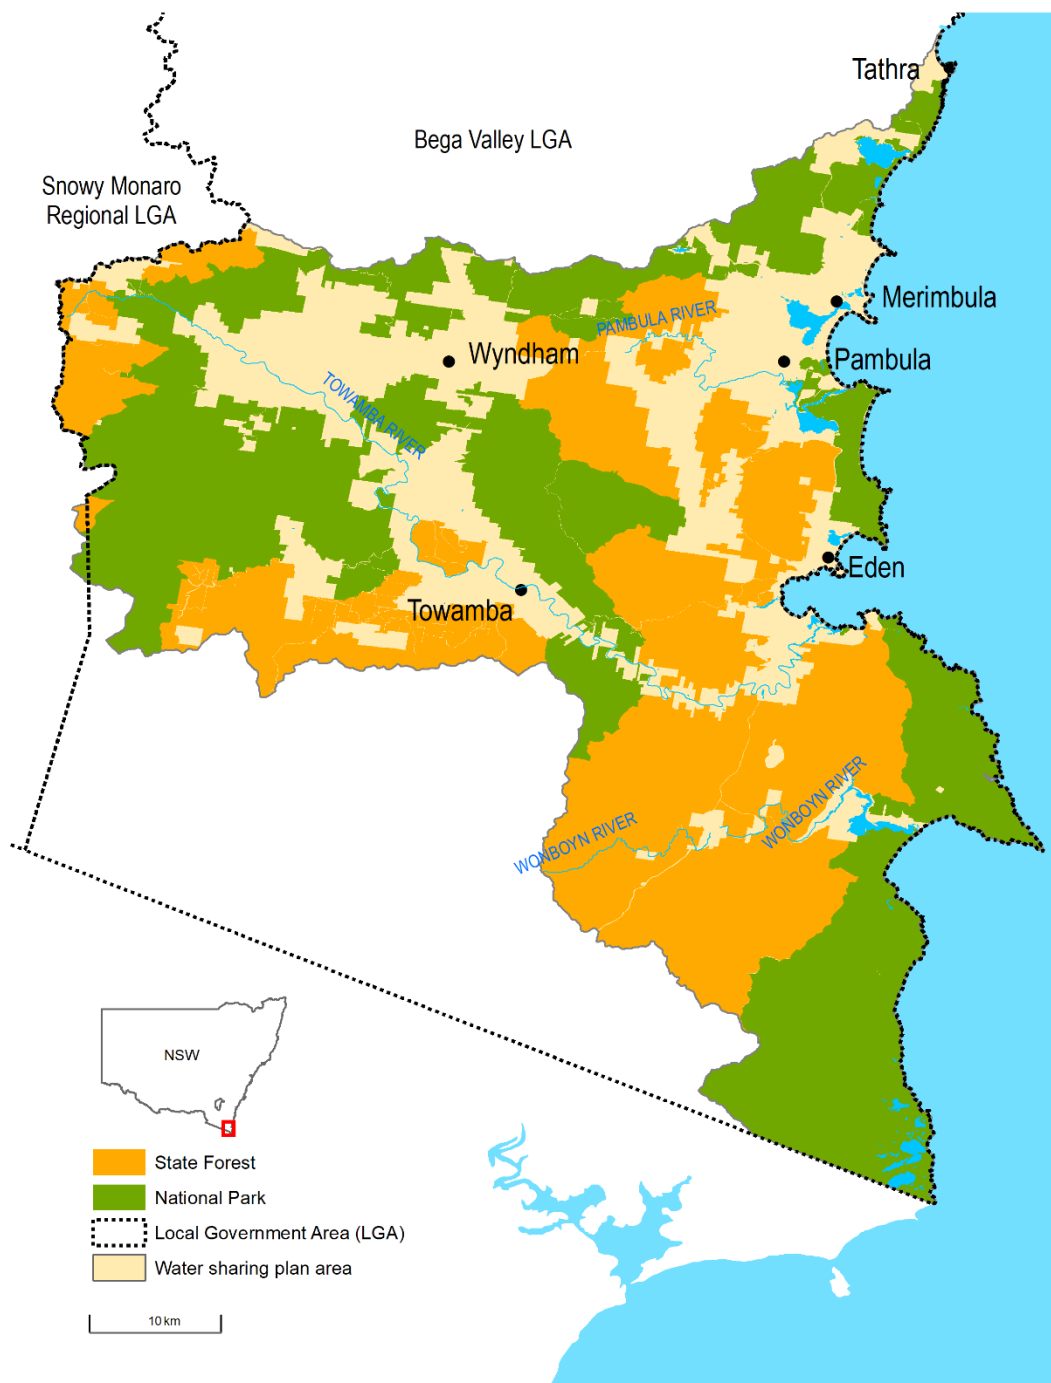 Tathra
Bega Valley LGA
Snowy Monaro
Regional LGA
Merimbula
PAMBULA RIVER
Wyndham
Pambula
TOWAMBA RIVER
Eden
Towamba
WONBOYN RIVER
WONBOYN RIVER
NSW
State Forest
National Park
Local Government Area (LGA)
Water sharing plan area
10 km